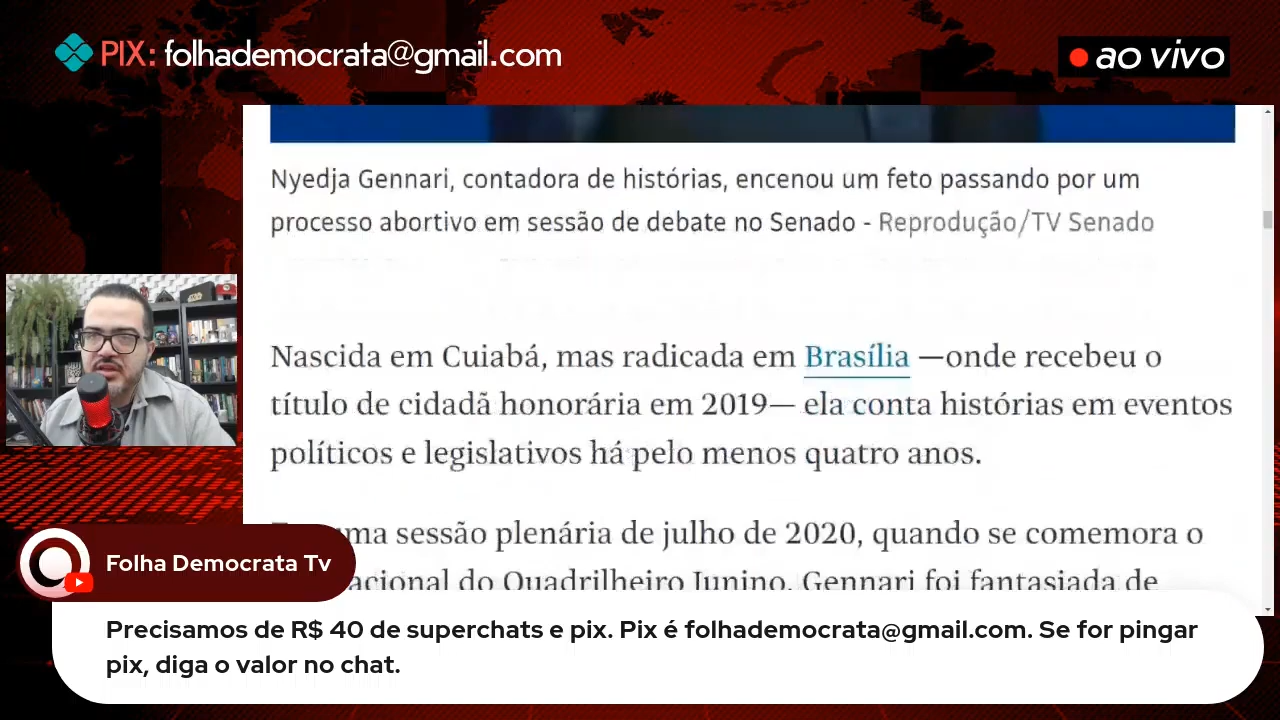 PIX: folhademocrata@gmail.com
ao vivo
Nyedja Gennari, contadora de histórias, encenou um feto passando por um
processo abortivo em sessão de debate no Senado - Reprodução/TV Senado
Nascida em Cuiabá, mas radicada em Brasília —onde recebeu o
título de cidadã honorária em 2019— ela conta histórias em eventos
políticos e legislativos há pelo menos quatro anos.
sessão plenária de julho de 2020, quando se comemora o
do Quadrilheiro Junino, Gennari foi fantasiada de
Folha Democrata Tv
Precisamos de R$ 40 de superchats e pix. Pix é folhademocrata@gmail.com. Se for pingar
pix, diga o valor no chat.